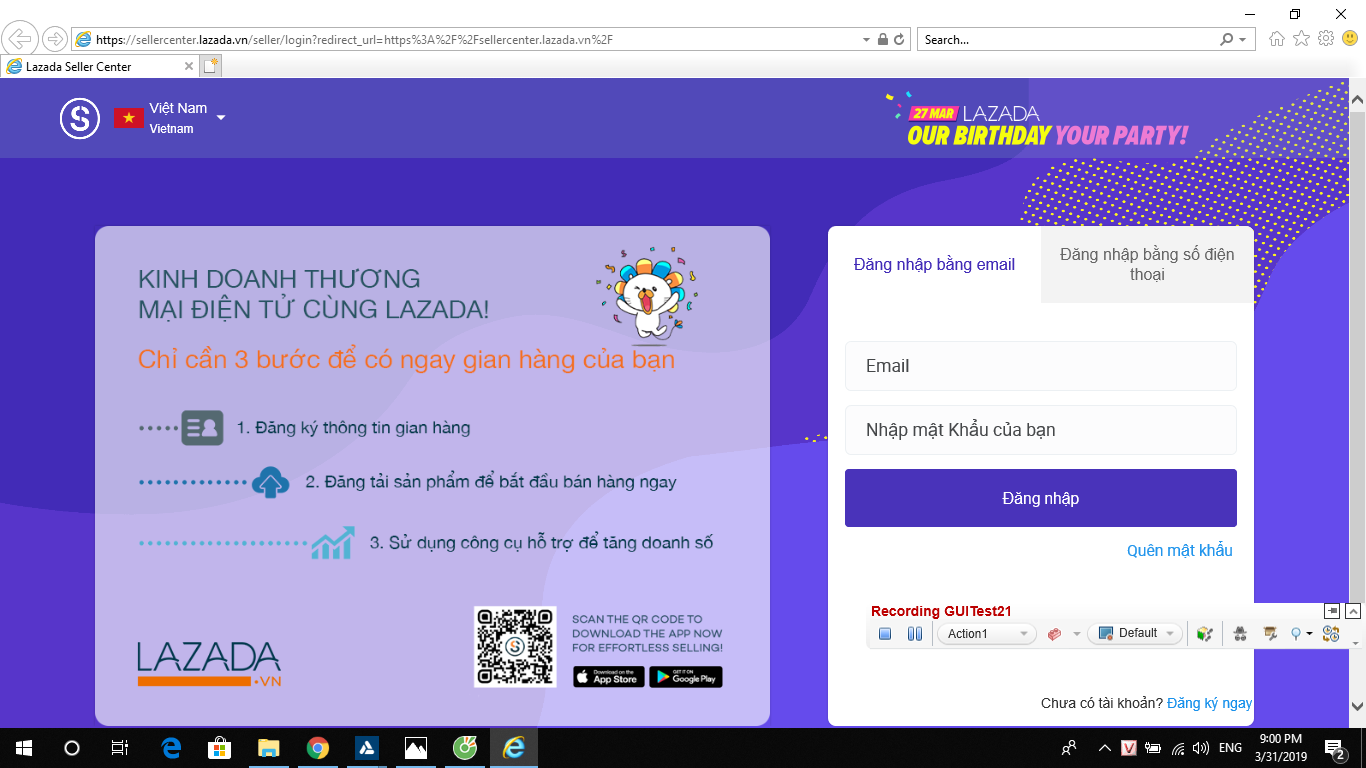 https://sellercenter.lazada.vn/seller/login?redirect_url=https%3A%2F%2Fsellercenter.lazada.vn%2F
Search...
Lazada Seller Center
Việt Nam
Vietnam
27 MAR LAZADA
OUR BIRTHDAY YOUR PARTY!
KINH DOANH THƯƠNG
MẠI ĐIỆN TỬ CÙNG LAZADA!
Chỉ cần 3 bước để có ngay gian hàng của bạn
1. Đăng ký thông tin gian hàng
2. Đăng tải sản phẩm để bắt đầu bán hàng ngay
3. Sử dụng công cụ hỗ trợ để tăng doanh số
LAZADA
.VN
SCAN THE QR CODE TO
DOWNLOAD THE APP NOW
FOR EFFORTLESS SELLING!
Download on the
App Store
GET IT ON
Google Play
Đăng nhập bằng email
Đăng nhập bằng số điện
thoại
Email
Nhập mật Khẩu của bạn
Đăng nhập
Quên mật khẩu
Recording GUITest21
Action1
Default
Chưa có tài khoản? Đăng ký ngay
ENG
9:00 PM
3/31/2019
2